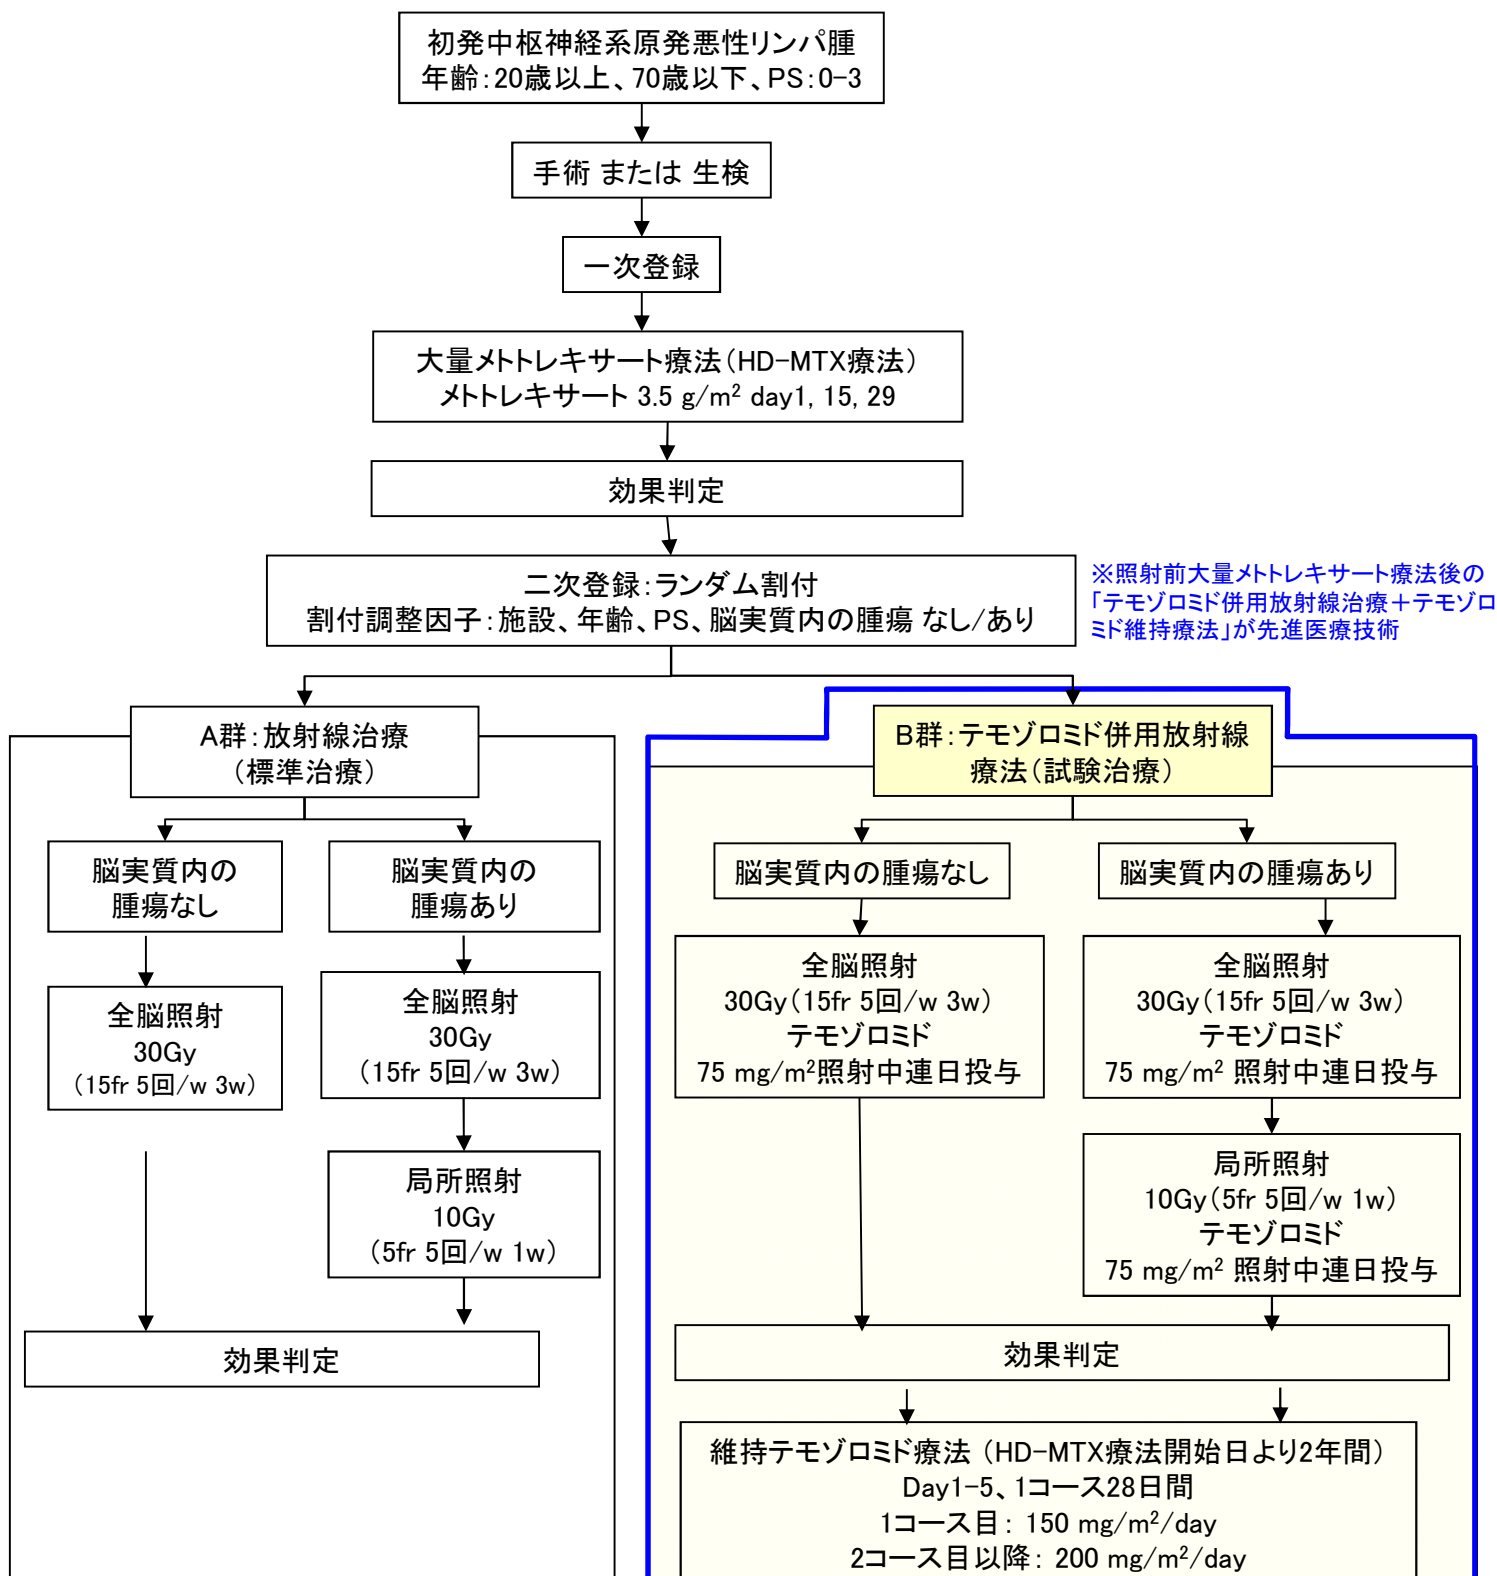 初発中枢神経系原発悪性リンパ腫
年齢：20歳以上、70歳以下、PS：0-3
手術 または 生検
一次登録
大量メトトレキサート療法（HD-MTX療法）
メトトレキサート 3.5 g/m² day1, 15, 29
効果判定
二次登録：ランダム割付
割付調整因子：施設、年齢、PS、脳実質内の腫瘍 なし/あり
※照射前大量メトトレキサート療法後の
「テモゾロミド併用放射線治療＋テモゾロ
ミド維持療法」が先進医療技術
A群：放射線治療
（標準治療）
脳実質内の
腫瘍なし
脳実質内の
腫瘍あり
全脳照射
30Gy
（15fr 5回/w 3w）
全脳照射
30Gy
（15fr 5回/w 3w）
局所照射
10Gy
（5fr 5回/w 1w）
効果判定
B群：テモゾロミド併用放射線
療法（試験治療）
脳実質内の腫瘍なし
脳実質内の腫瘍あり
全脳照射
30Gy（15fr 5回/w 3w）
テモゾロミド
75 mg/m²照射中連日投与
全脳照射
30Gy（15fr 5回/w 3w）
テモゾロミド
75 mg/m² 照射中連日投与
局所照射
10Gy（5fr 5回/w 1w）
テモゾロミド
75 mg/m² 照射中連日投与
効果判定
維持テモゾロミド療法 （HD-MTX療法開始日より2年間）
Day1-5、1コース28日間
1コース目： 150 mg/m²/day
2コース目以降： 200 mg/m²/day